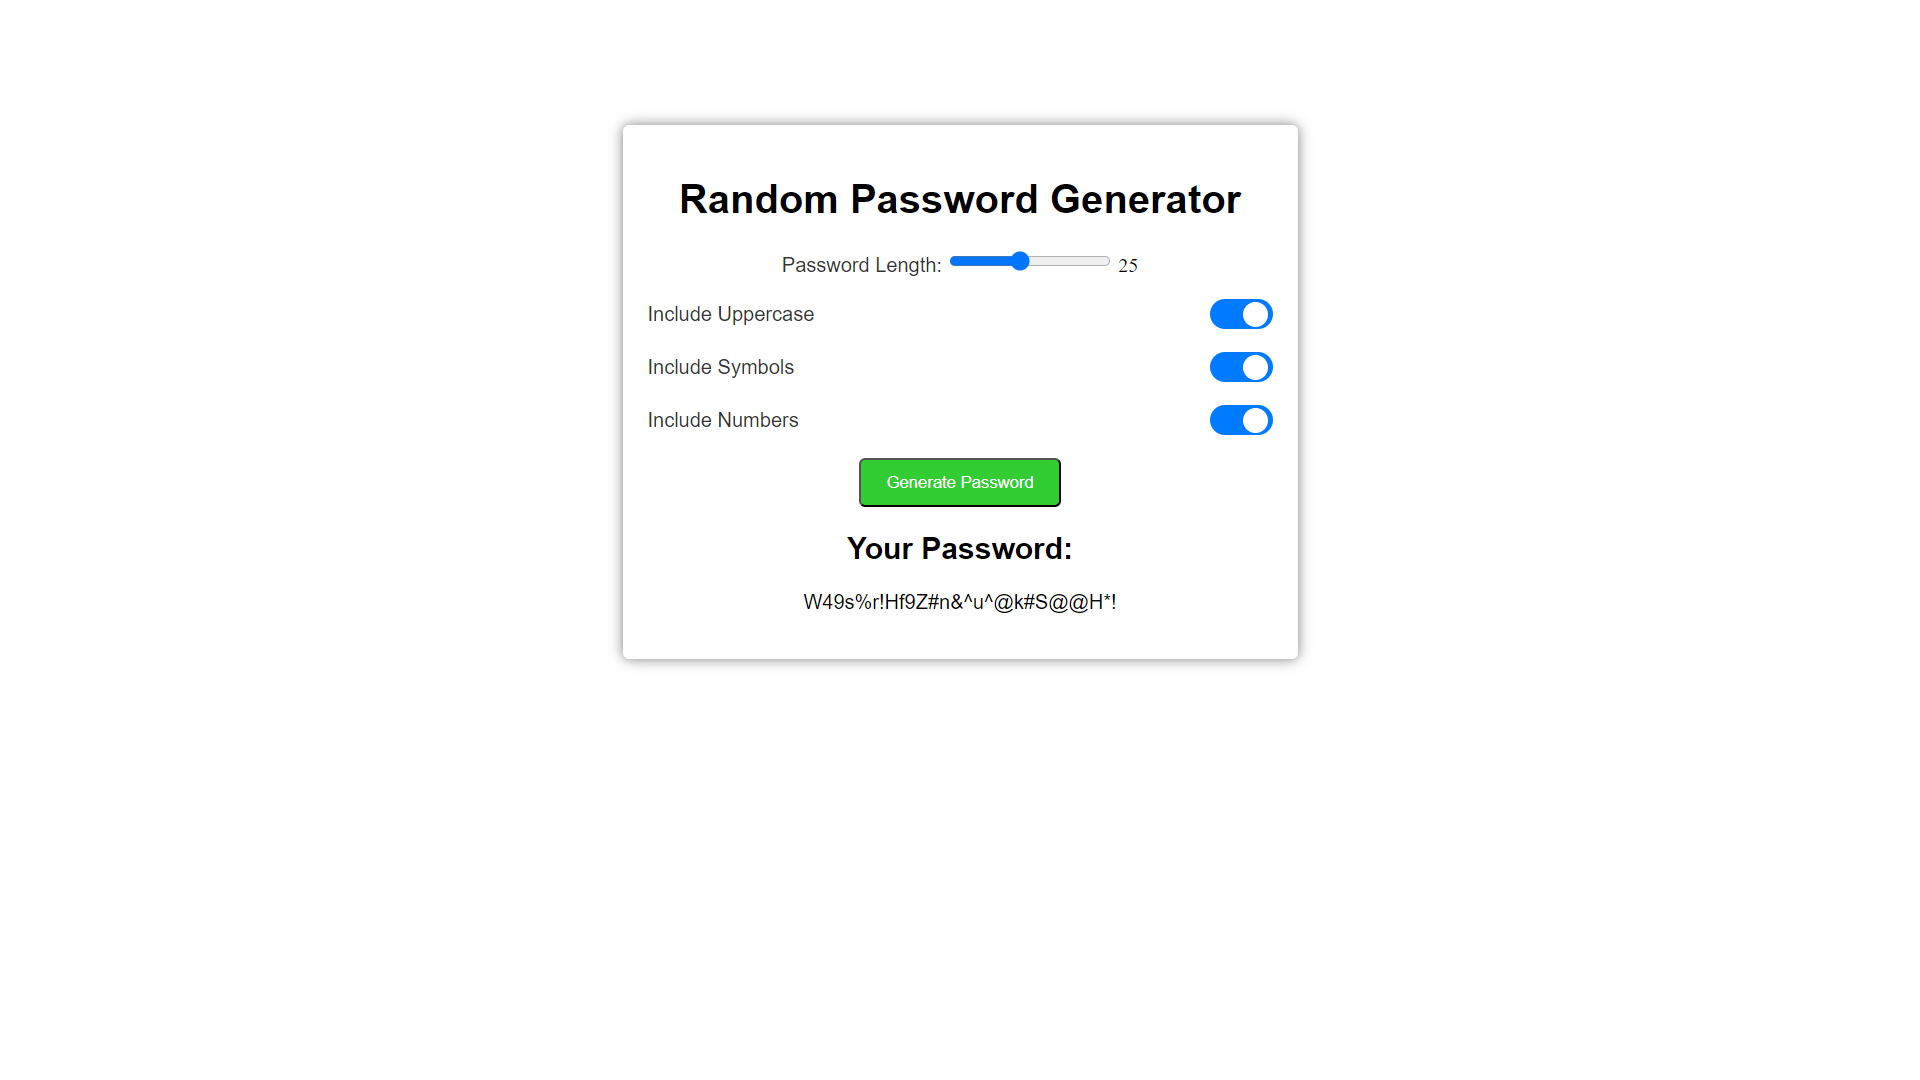 Random Password Generator
Password Length: 25
Include Uppercase
Include Symbols
Include Numbers
Generate Password
Your Password:
W49s%r!Hf9Z#n&^u^@k#S@@H*!